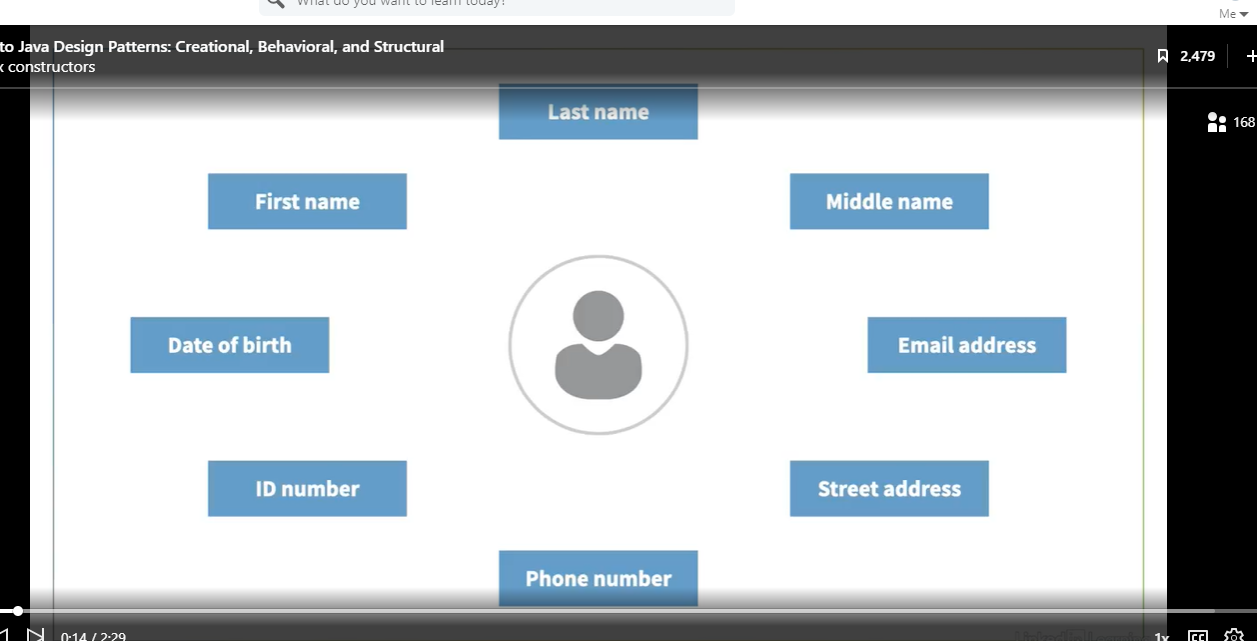 What do you want to learn today?
Me
to Java Design Patterns: Creational, Behavioral, and Structural
x constructors
2,479
168
Last name
First name
Middle name
Date of birth
Email address
ID number
Street address
Phone number
0:14 / 2:29
1x
CC